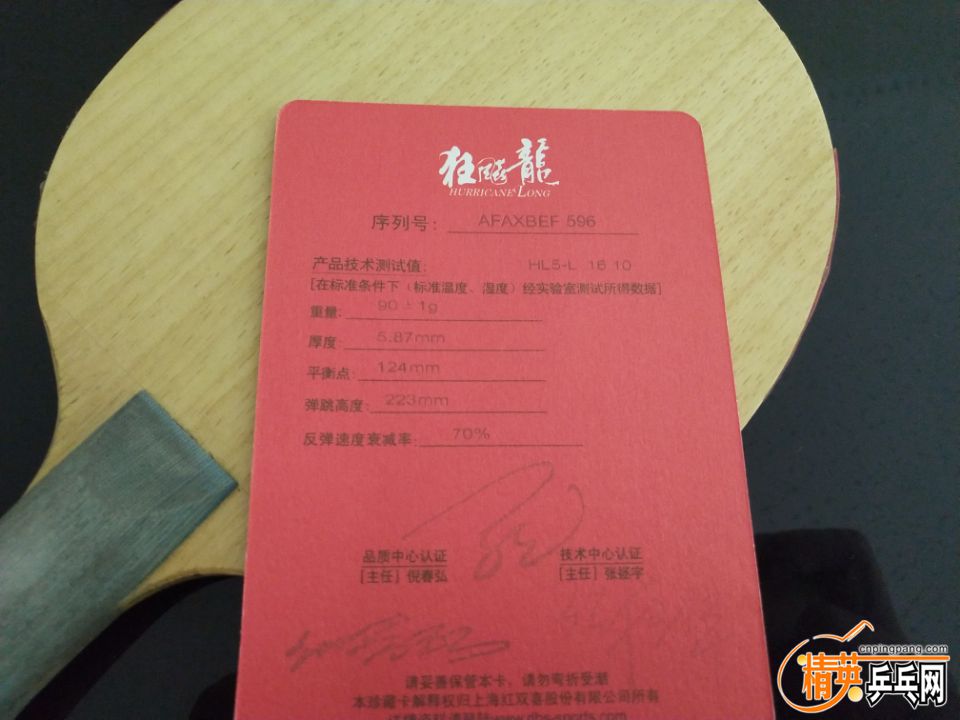 狂飚龍
HURRICANE LONG
序列号: AFAXBEF 596
产品技术测试值: HL5-L 16 10
[在标准条件下（标准温度、湿度）经实验室测试所得数据]
重量: 90±1g
厚度: 5.87mm
平衡点: 124mm
弹跳高度: 223mm
反弹速度衰减率: 70%
品质中心认证 技术中心认证
[主任] 倪春弘 [主任]
请妥善保管本卡，请勿弯折受潮
本珍藏卡解释权归上海红双喜股份有限公司所有
www.dhs-sports.com
cnpingpang.com
精英乒乓网